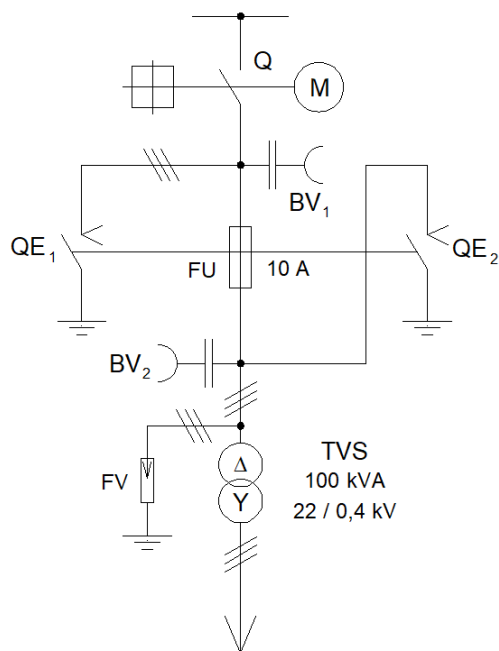 Q
M
BV₁
QE₁
FU
10 A
QE₂
BV₂
TVS
100 kVA
22 / 0,4 kV
FV
Δ
Y